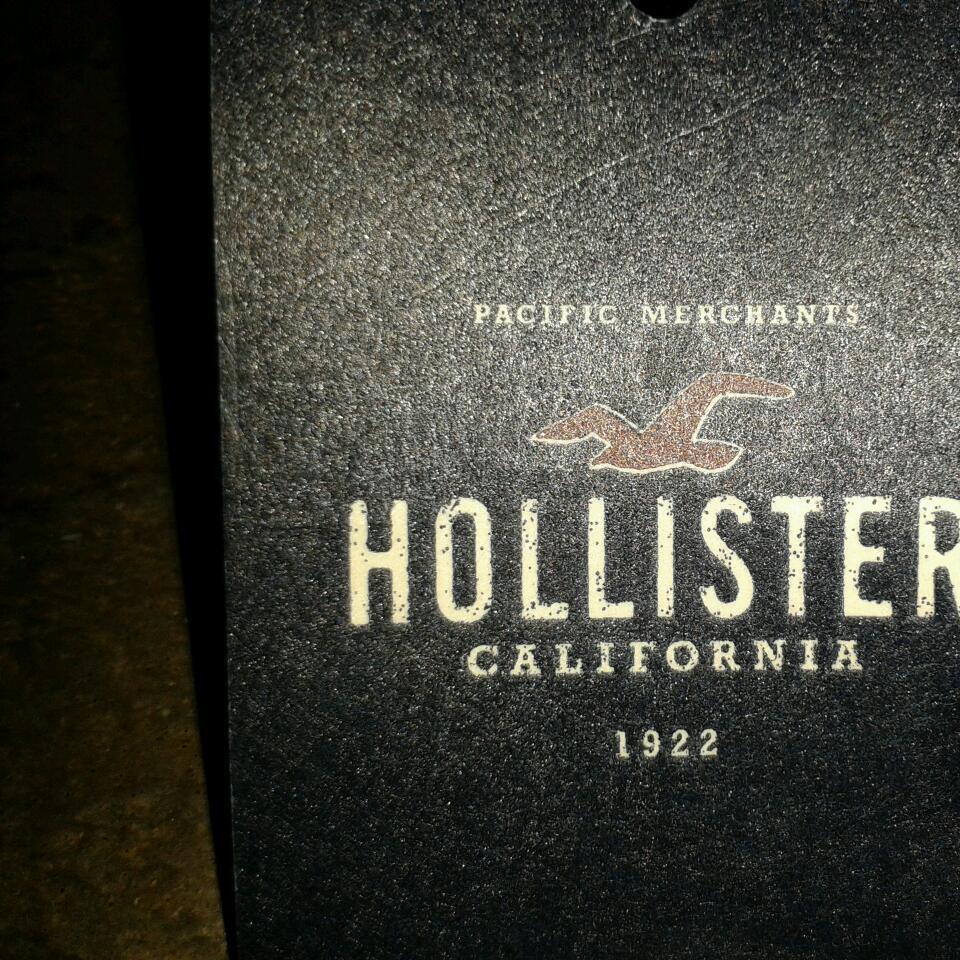 PACIFIC MERCHANTS
HOLLISTER
CALIFORNIA
1922